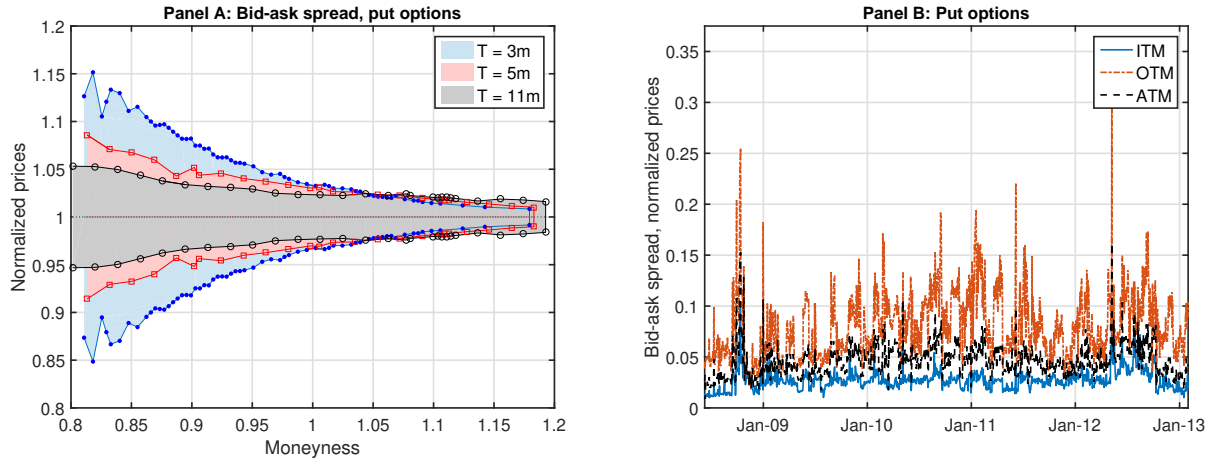 Panel A: Bid-ask spread, put options
1.2
1.15
1.1
1.05
1
0.95
0.9
0.85
0.8
Normalized prices
T = 3m
T = 5m
T = 11m
0.8
0.85
0.9
0.95
1
1.05
1.1
1.15
1.2
Moneyness
Panel B: Put options
0.35
0.3
0.25
0.2
0.15
0.1
0.05
0
Bid-ask spread, normalized prices
ITM
OTM
ATM
Jan-09
Jan-10
Jan-11
Jan-12
Jan-13